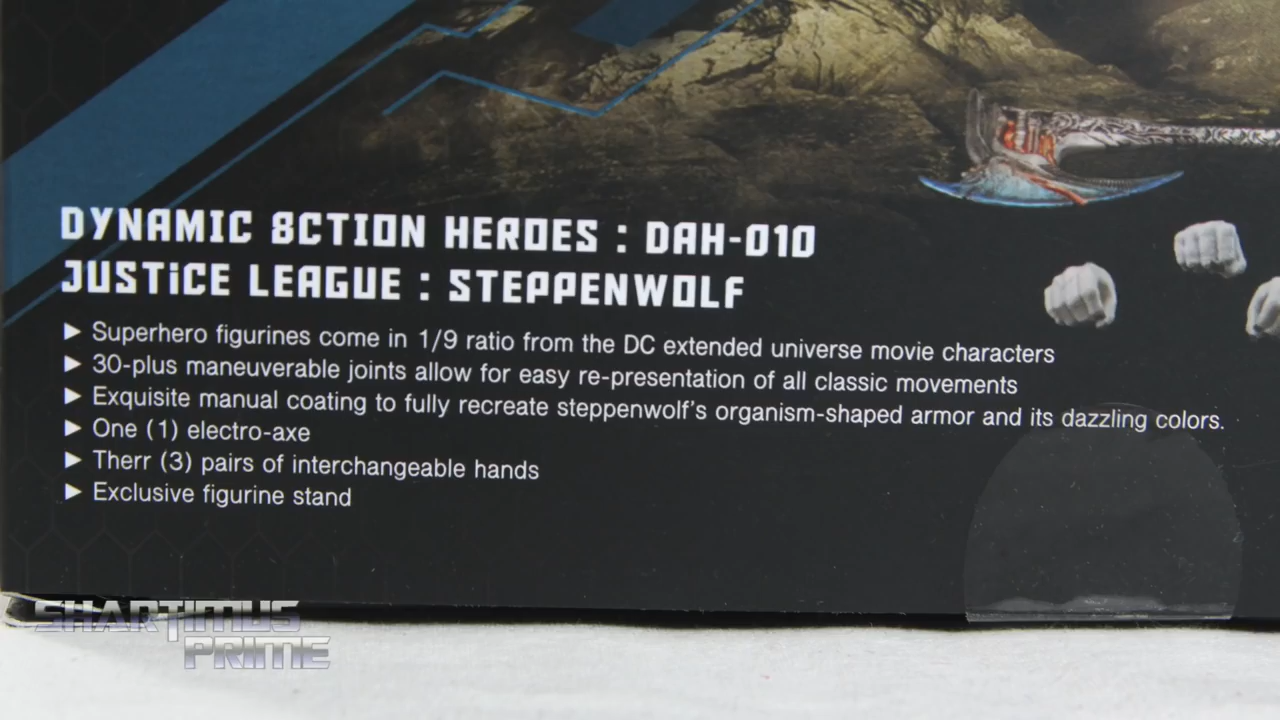 DYNAMIC 8CTION HEROES : DAH-010
JUSTiCE LEAGUE : STEPPENWOLF
▶ Superhero figurines come in 1/9 ratio from the DC extended universe movie characters
▶ 30-plus maneuverable joints allow for easy re-presentation of all classic movements
▶ Exquisite manual coating to fully recreate steppenwolf's organism-shaped armor and its dazzling colors.
▶ One (1) electro-axe
▶ Therr (3) pairs of interchangeable hands
▶ Exclusive figurine stand
SHARTIMUS
PRIME